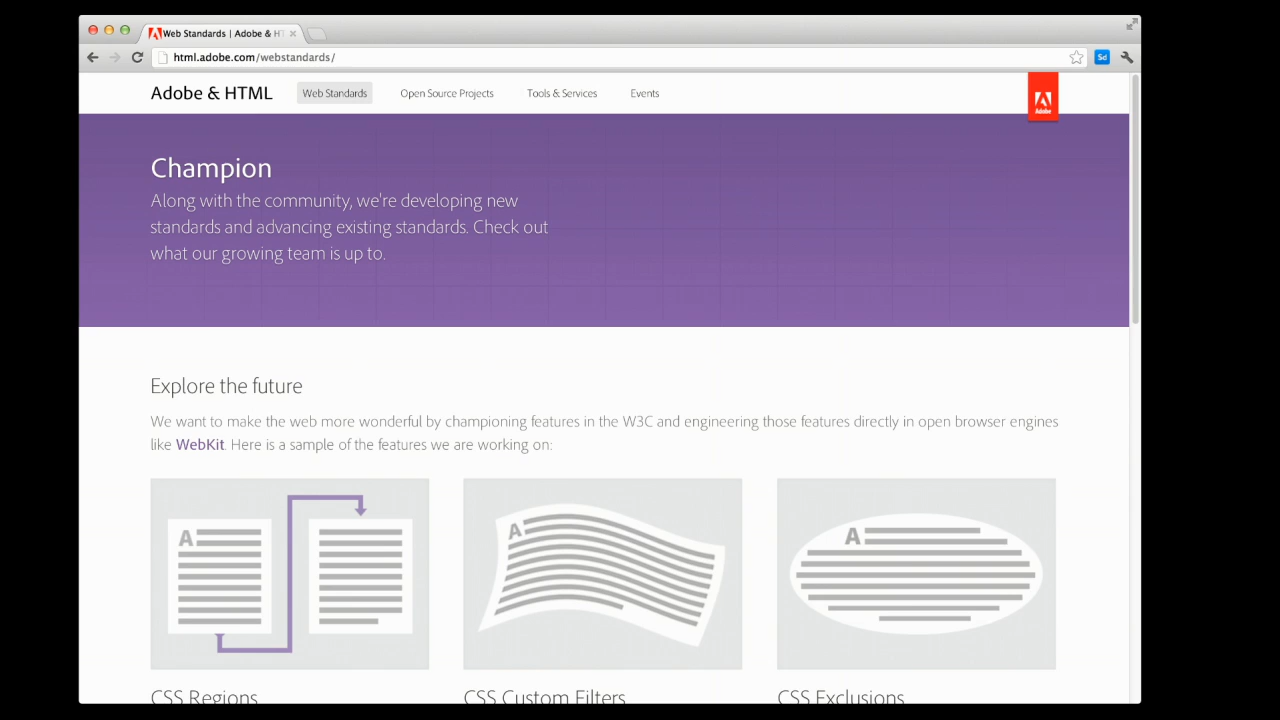 Web Standards | Adobe & HT
html.adobe.com/webstandards/
Sd
Adobe & HTML
Web Standards
Open Source Projects
Tools & Services
Events
Adobe
Champion
Along with the community, we're developing new
standards and advancing existing standards. Check out
what our growing team is up to.
Explore the future
We want to make the web more wonderful by championing features in the W3C and engineering those features directly in open browser engines
like WebKit. Here is a sample of the features we are working on:
A
A
A
CSS Regions
CSS Custom Filters
CSS Exclusions